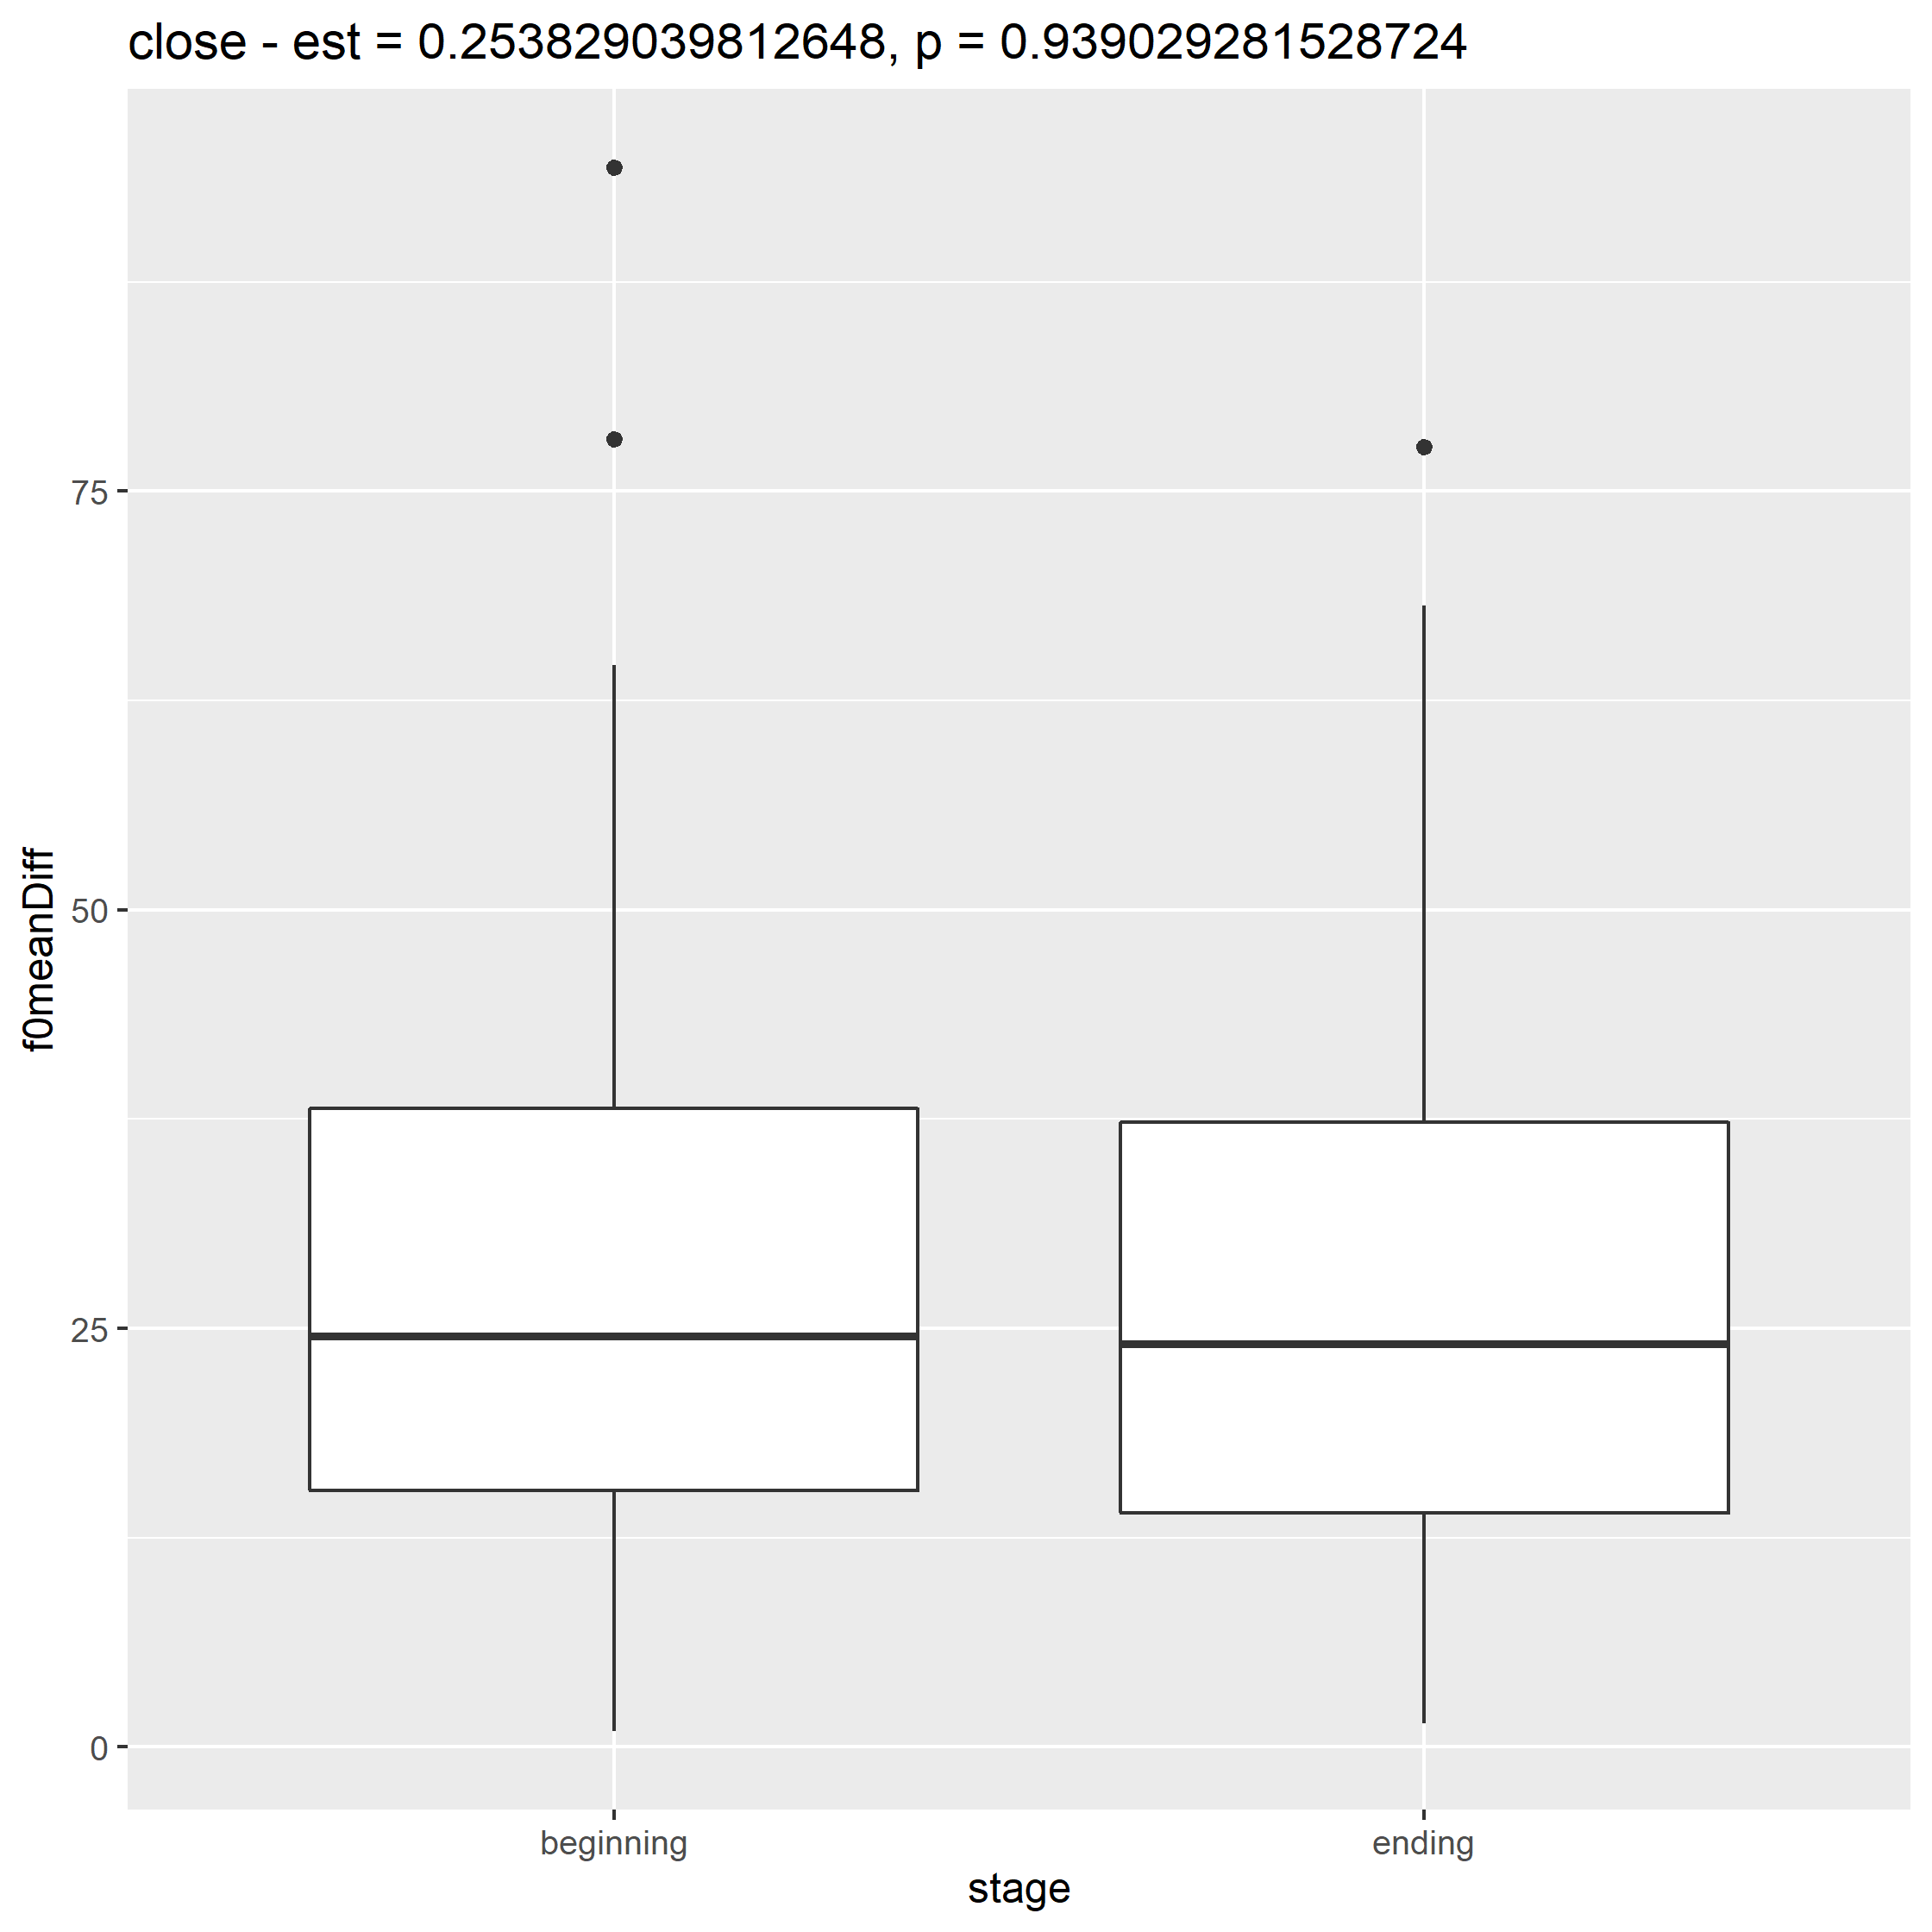 close - est = 0.253829039812648, p = 0.939029281528724
f0meanDiff
75
50
25
0
beginning
ending
stage